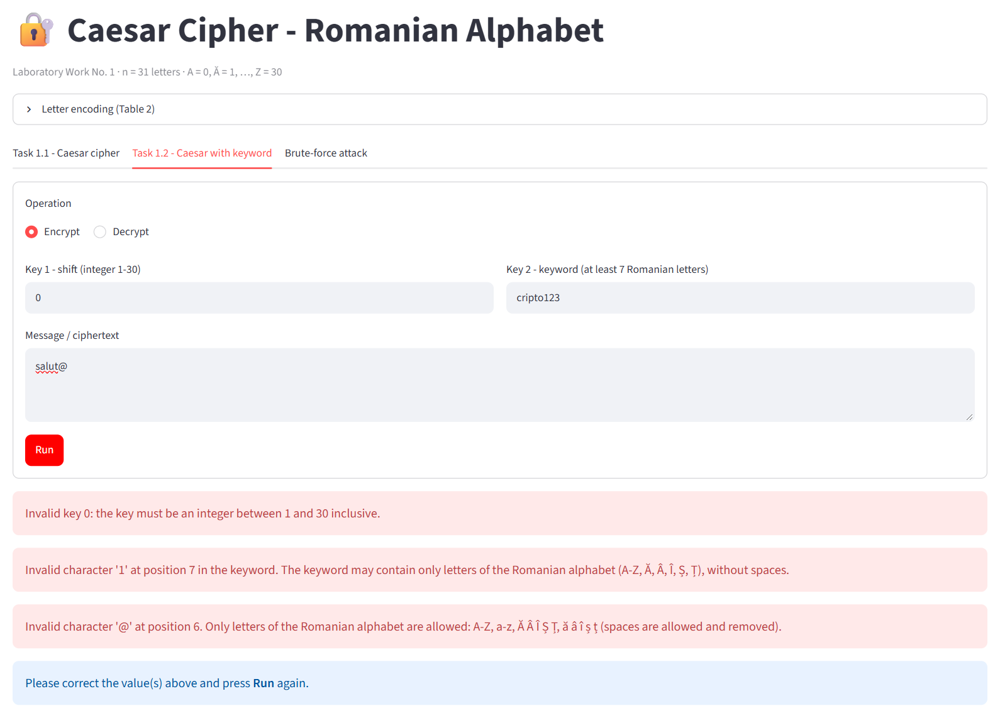 Caesar Cipher - Romanian Alphabet
Laboratory Work No. 1 · n = 31 letters · A = 0, Ă = 1, …, Z = 30
Letter encoding (Table 2)
Task 1.1 - Caesar cipher Task 1.2 - Caesar with keyword Brute-force attack
Operation
Encrypt Decrypt
Key 1 - shift (integer 1-30) Key 2 - keyword (at least 7 Romanian letters)
0 cripto123
Message / ciphertext
salut@
Run
Invalid key 0: the key must be an integer between 1 and 30 inclusive.
Invalid character '1' at position 7 in the keyword. The keyword may contain only letters of the Romanian alphabet (A-Z, Ă, Â, Î, Ș, Ț), without spaces.
Invalid character '@' at position 6. Only letters of the Romanian alphabet are allowed: A-Z, a-z, Ă Â Î Ș Ț, ă â î ș ț (spaces are allowed and removed).
Please correct the value(s) above and press Run again.